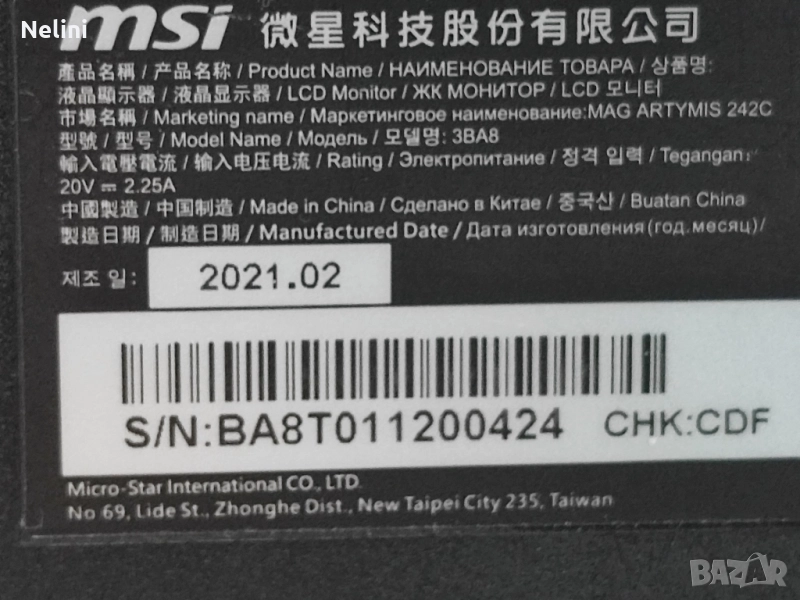 Nelini
msi 微星科技股份有限公司
產品名稱 / 产品名称 / Product Name / НАИМЕНОВАНИЕ ТОВАРА / 상품명:
液晶顯示器 / 液晶显示器 / LCD Monitor / ЖК МОНИТОР / LCD 모니터
市場名稱 / Marketing name / Маркетинговое наименование:MAG ARTYMIS 242C
型號 / 型号 / Model Name / Модель / 모델명: 3BA8
輸入電壓電流 / 输入电压电流 / Rating / Электропитание / 정격 입력 / Tegangan:
20V ⎓ 2.25A
中國製造 / 中国制造 / Made in China / Сделано в Китае / 중국산 / Buatan China
製造日期 / 制造日期 / Manufactured Date / Дата изготовления(год.месяц)/
제조 일: 2021.02
S/N:BA8T011200424 CHK:CDF
Micro-Star International CO., LTD.
No 69, Lide St., Zhonghe Dist., New Taipei City 235, Taiwan
BAZAR